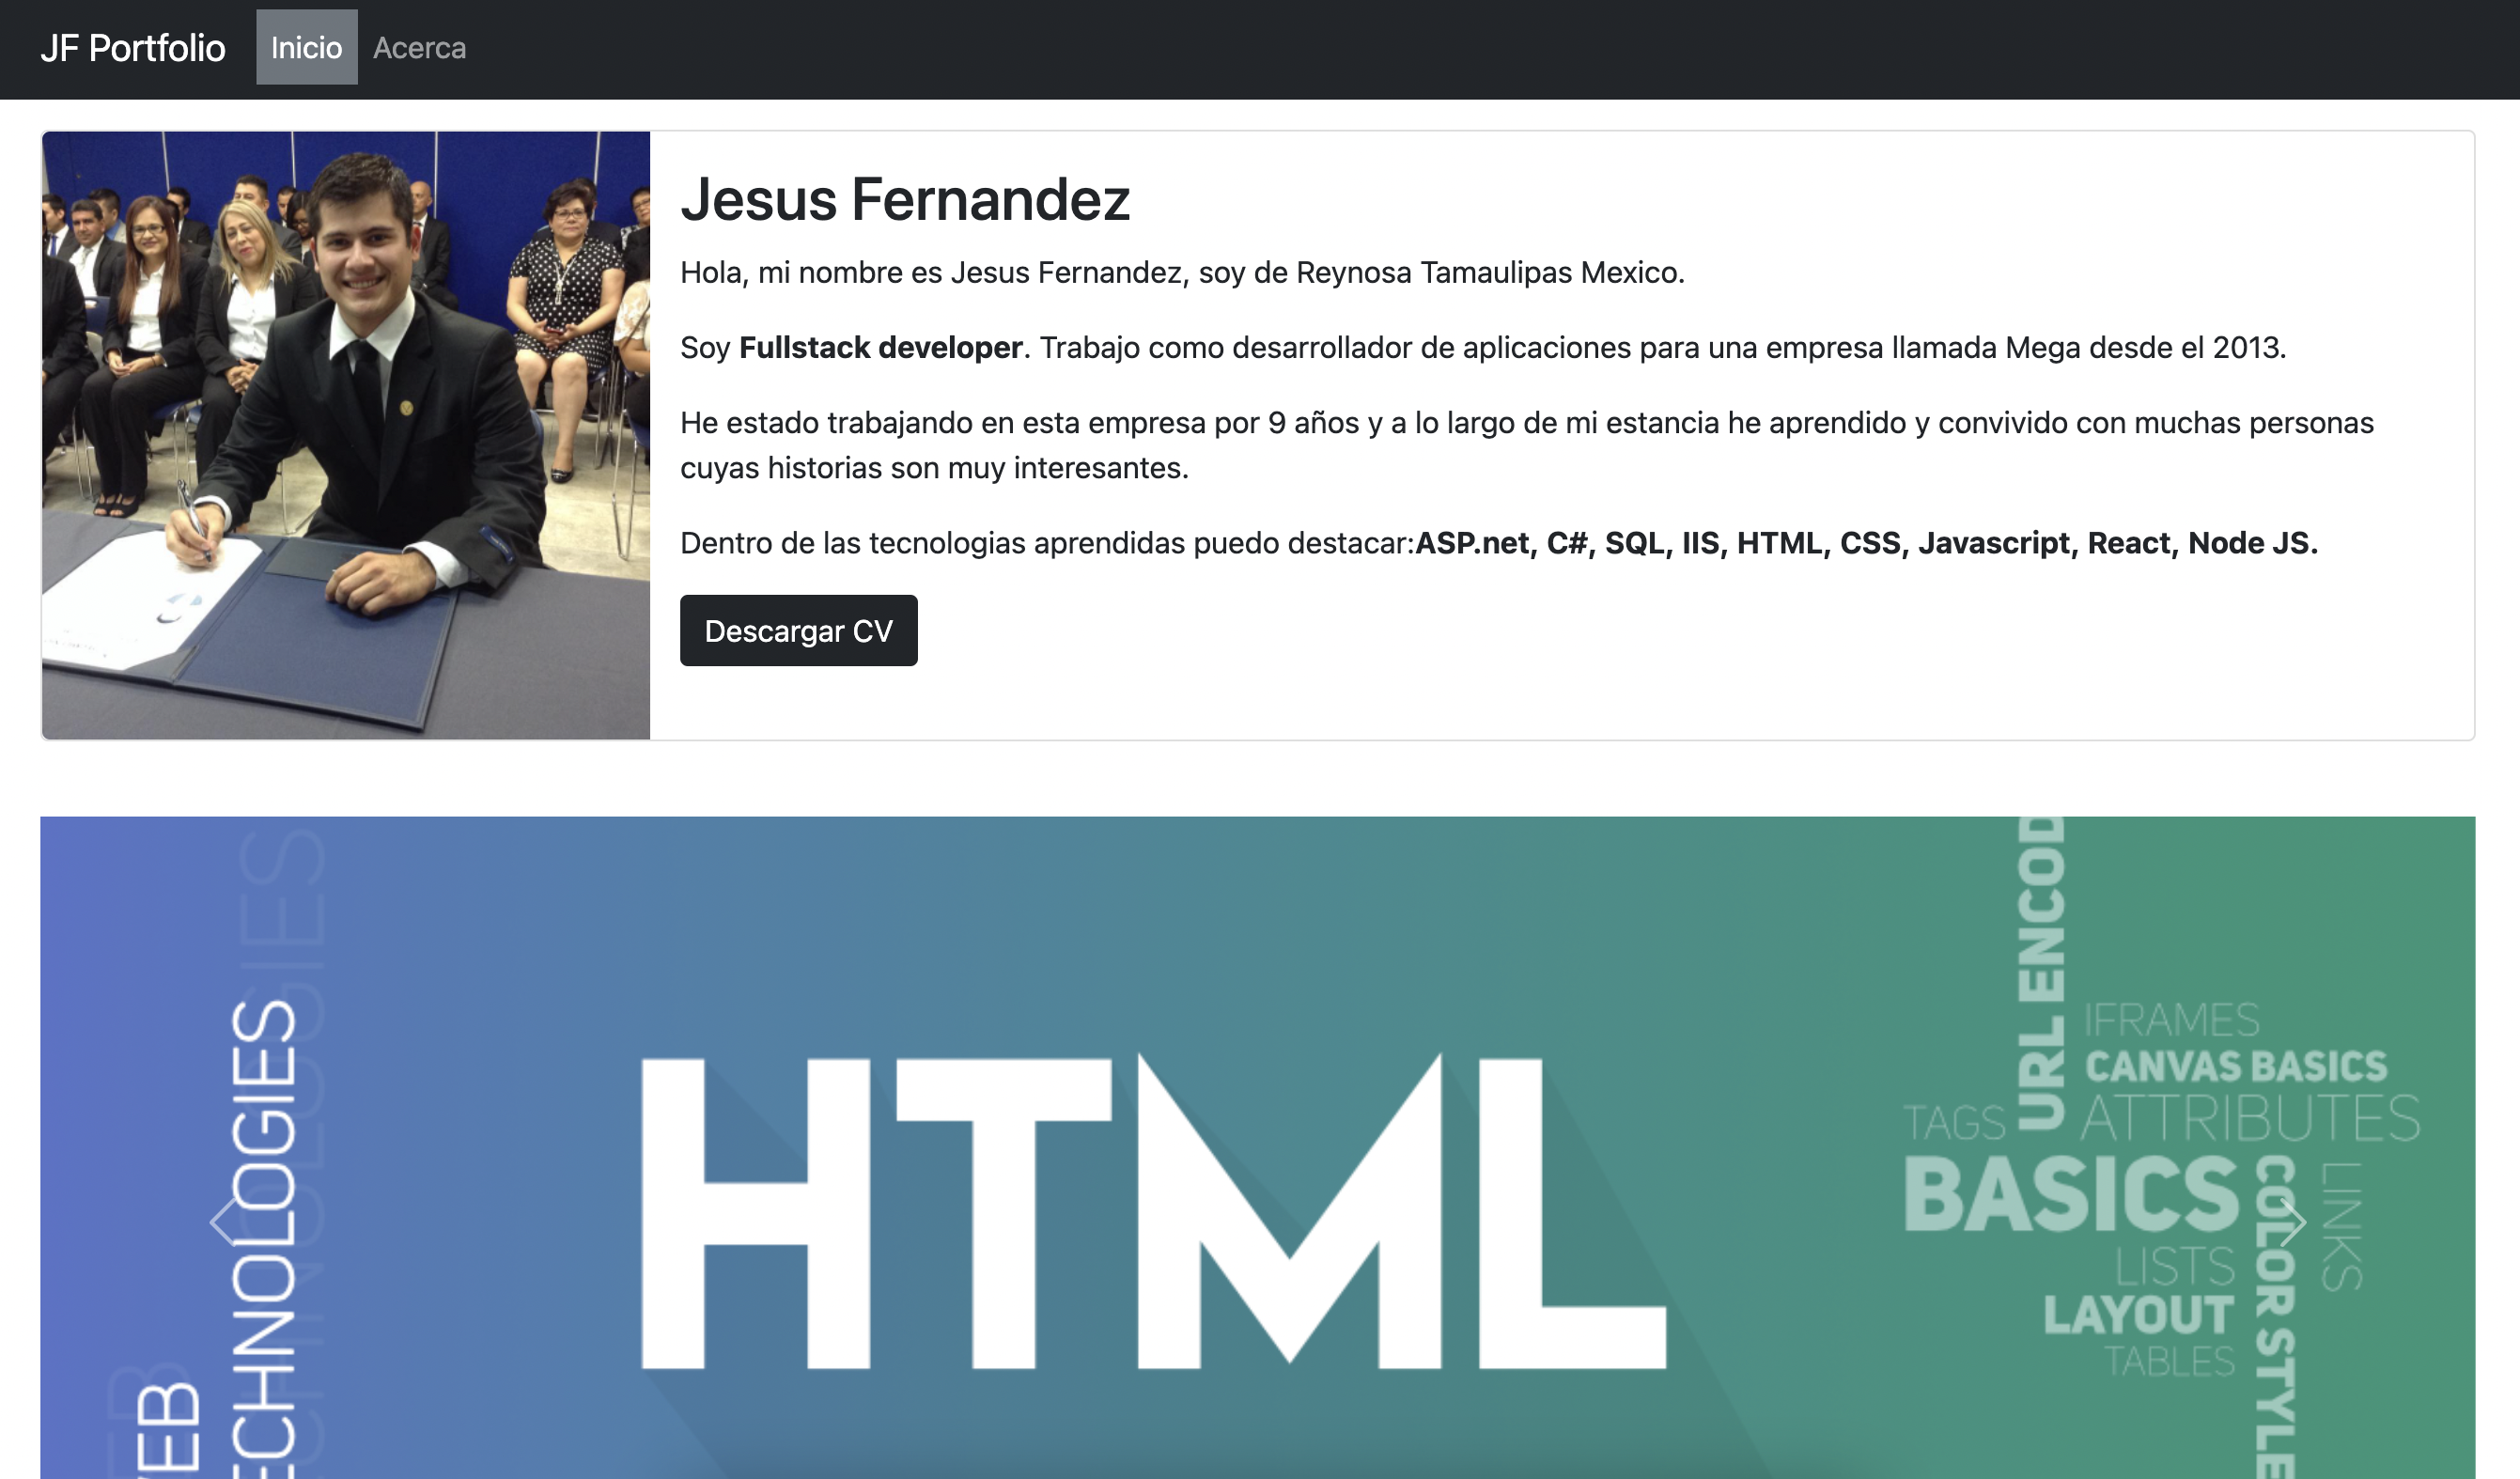 JF Portfolio
Inicio
Acerca
Jesus Fernandez
Hola, mi nombre es Jesus Fernandez, soy de Reynosa Tamaulipas Mexico.
Soy Fullstack developer. Trabajo como desarrollador de aplicaciones para una empresa llamada Mega desde el 2013.
He estado trabajando en esta empresa por 9 años y a lo largo de mi estancia he aprendido y convivido con muchas personas
cuyas historias son muy interesantes.
Dentro de las tecnologias aprendidas puedo destacar:ASP.net, C#, SQL, IIS, HTML, CSS, Javascript, React, Node JS.
Descargar CV
EB
ECHNOLOGIES
HTML
URL ENCOD
IFRAMES
CANVAS BASICS
TAGS
ATTRIBUTES
BASICS
COLOR STYLE
LINKS
LISTS
LAYOUT
TABLES